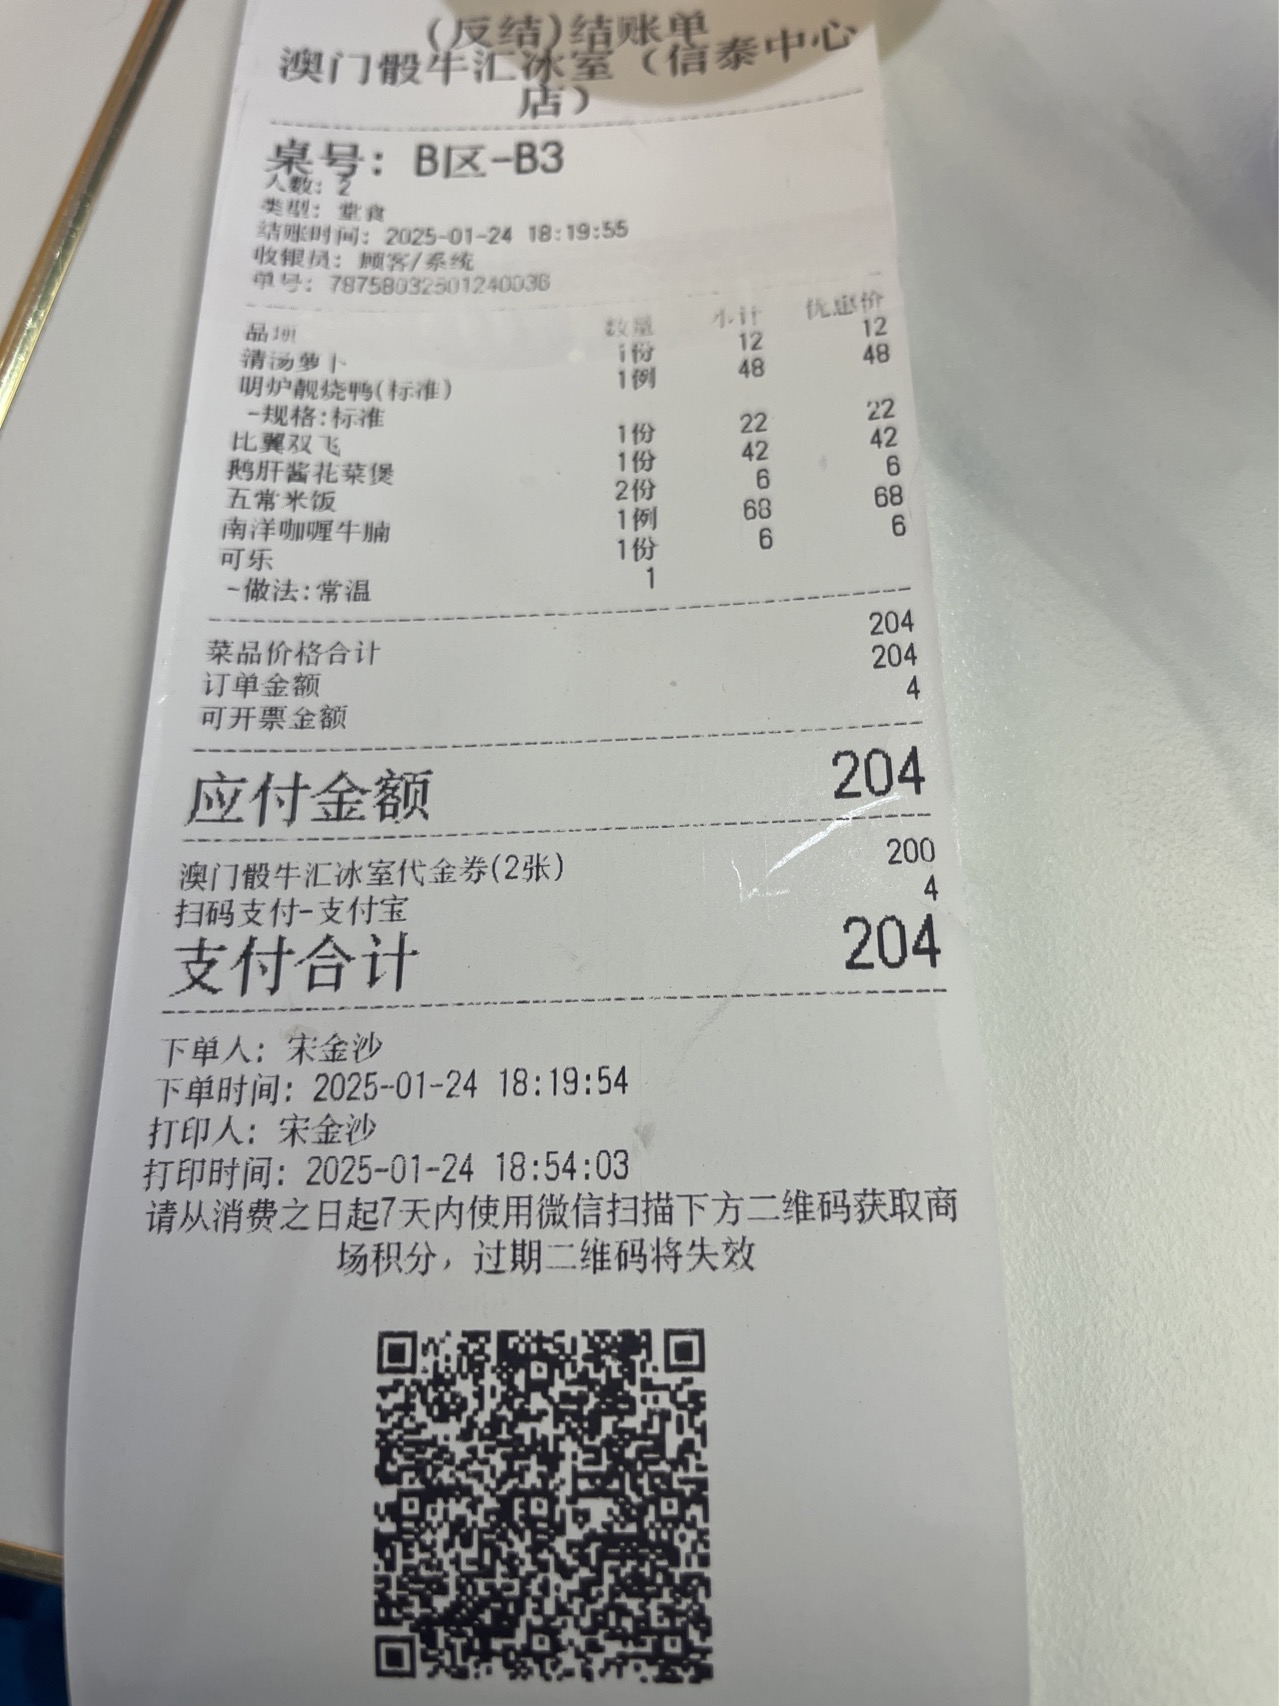 (反结)结账单
澳门骰牛汇冰室（信泰中心
店）
桌号: B区-B3
人数: 2
类型: 堂食
结账时间: 2025-01-24 18:19:55
收银员: 顾客/系统
单号: 78758032501240036
品项 数量 小计 优惠价
清汤萝卜 1份 12 12
明炉靓烧鸭(标准) 1例 48 48
-规格:标准
比翼双飞 1份 22 22
鹅肝酱花菜煲 1份 42 42
五常米饭 2份 6 6
南洋咖喱牛腩 1例 68 68
可乐 1份 6 6
-做法:常温 1
菜品价格合计 204
订单金额 204
可开票金额 4
应付金额 204
澳门骰牛汇冰室代金券(2张) 200
扫码支付-支付宝 4
支付合计 204
下单人: 宋金沙
下单时间: 2025-01-24 18:19:54
打印人: 宋金沙
打印时间: 2025-01-24 18:54:03
请从消费之日起7天内使用微信扫描下方二维码获取商
场积分，过期二维码将失效